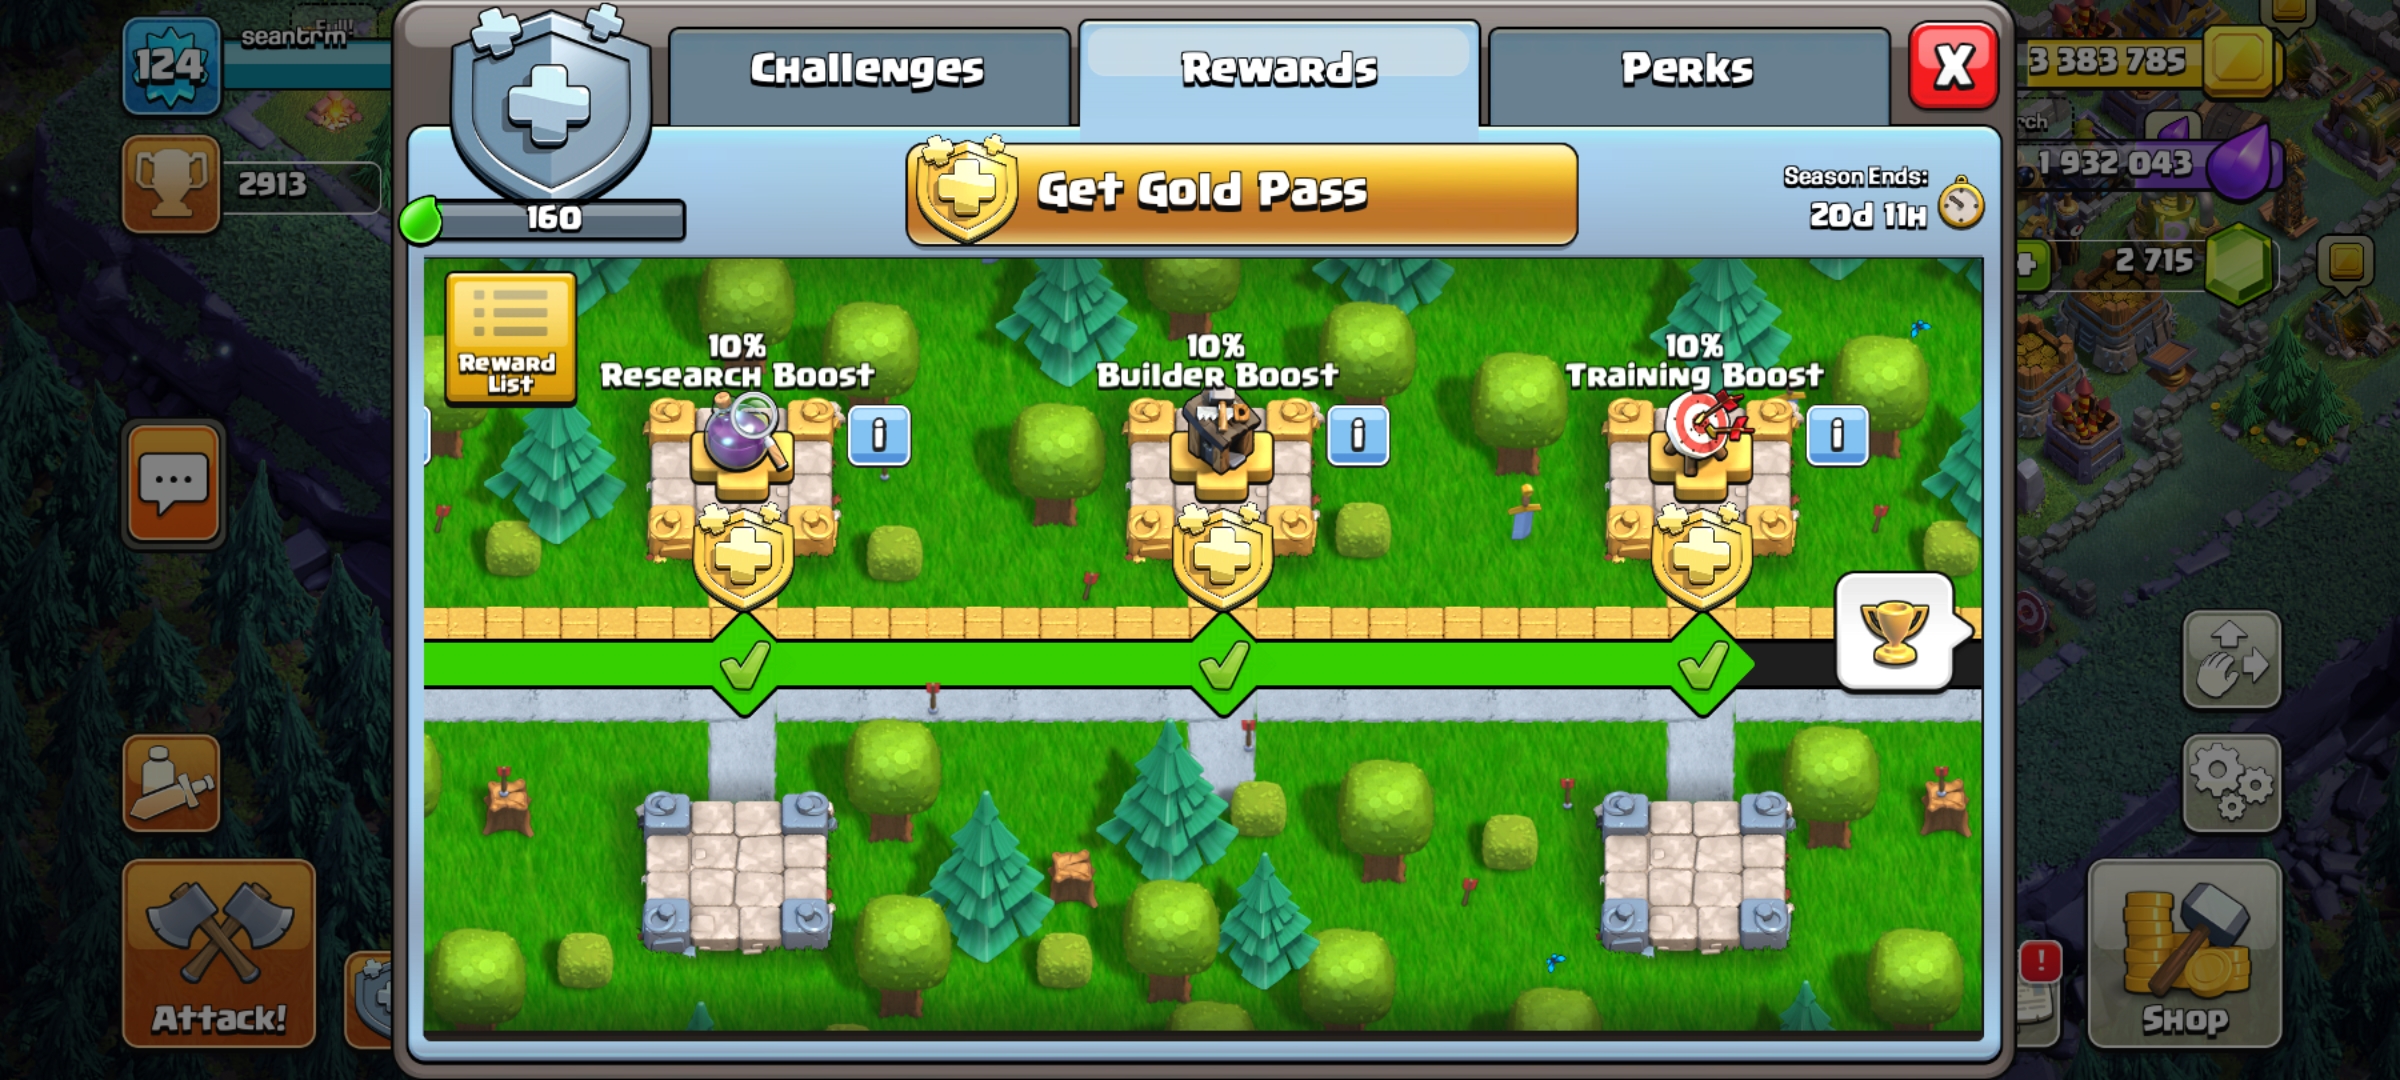 124
seantrm
Full!
2913
Challenges
Rewards
Perks
X
3 383 785
1 932 043
2 715
160
Get Gold Pass
Season Ends:
20d 11h
Reward
List
10%
Research Boost
i
10%
Builder Boost
i
10%
Training Boost
i
Attack!
!
Shop